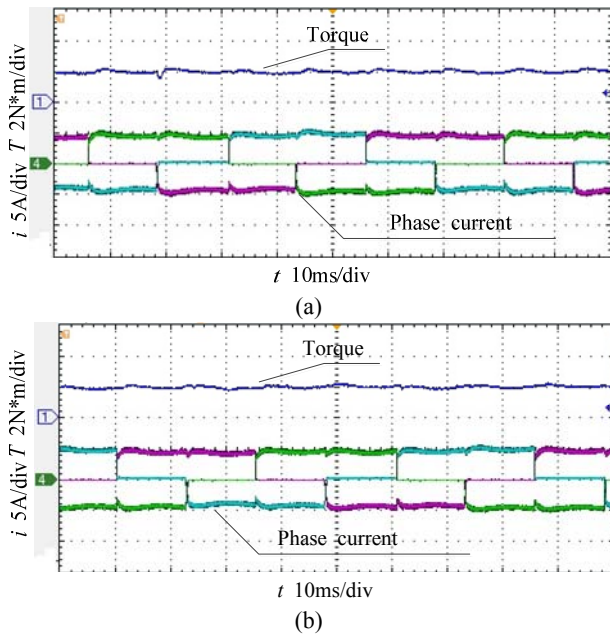 Torque
1
4
i 5A/div T 2N*m/div
Phase current
t 10ms/div
(a)
Torque
1
4
i 5A/div T 2N*m/div
Phase current
t 10ms/div
(b)